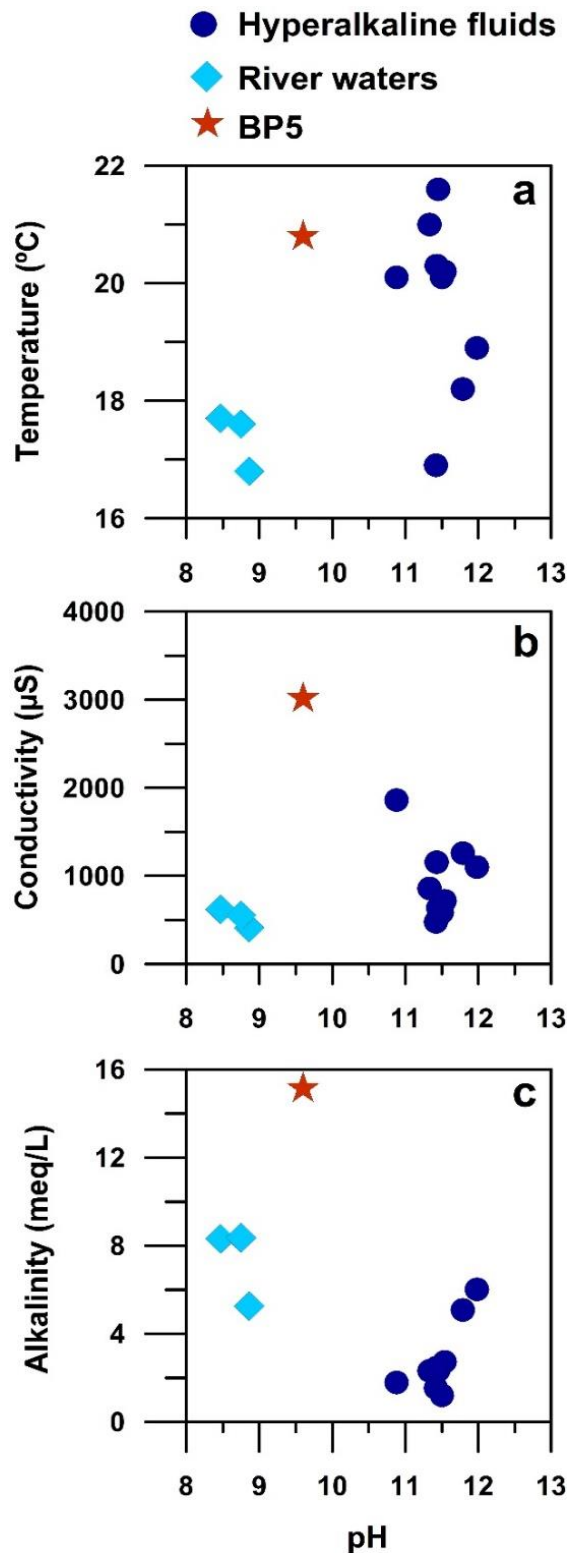 Hyperalkaline fluids
River waters
BP5
a
Temperature (ºC)
22
20
18
16
8 9 10 11 12 13
b
Conductivity (µS)
4000
3000
2000
1000
0
8 9 10 11 12 13
c
Alkalinity (meq/L)
16
12
8
4
0
8 9 10 11 12 13
pH